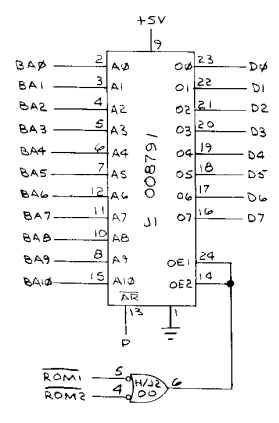 +5V
9
BAØ 2 AØ OØ 23 DØ
BA1 3 A1 O1 22 D1
BA2 4 A2 O2 21 D2
BA3 5 A3 O3 20 D3
BA4 6 A4 O4 19 D4
BA5 7 A5 O5 18 D5
BA6 12 A6 O6 17 D6
BA7 11 A7 O7 16 D7
BA8 10 A8
BA9 8 A9 OE1 24
BA1Ø 15 A1Ø OE2 14
008791
J1
AR
13 1
P
ROM1 5 H/J2 6
ROM2 4 00